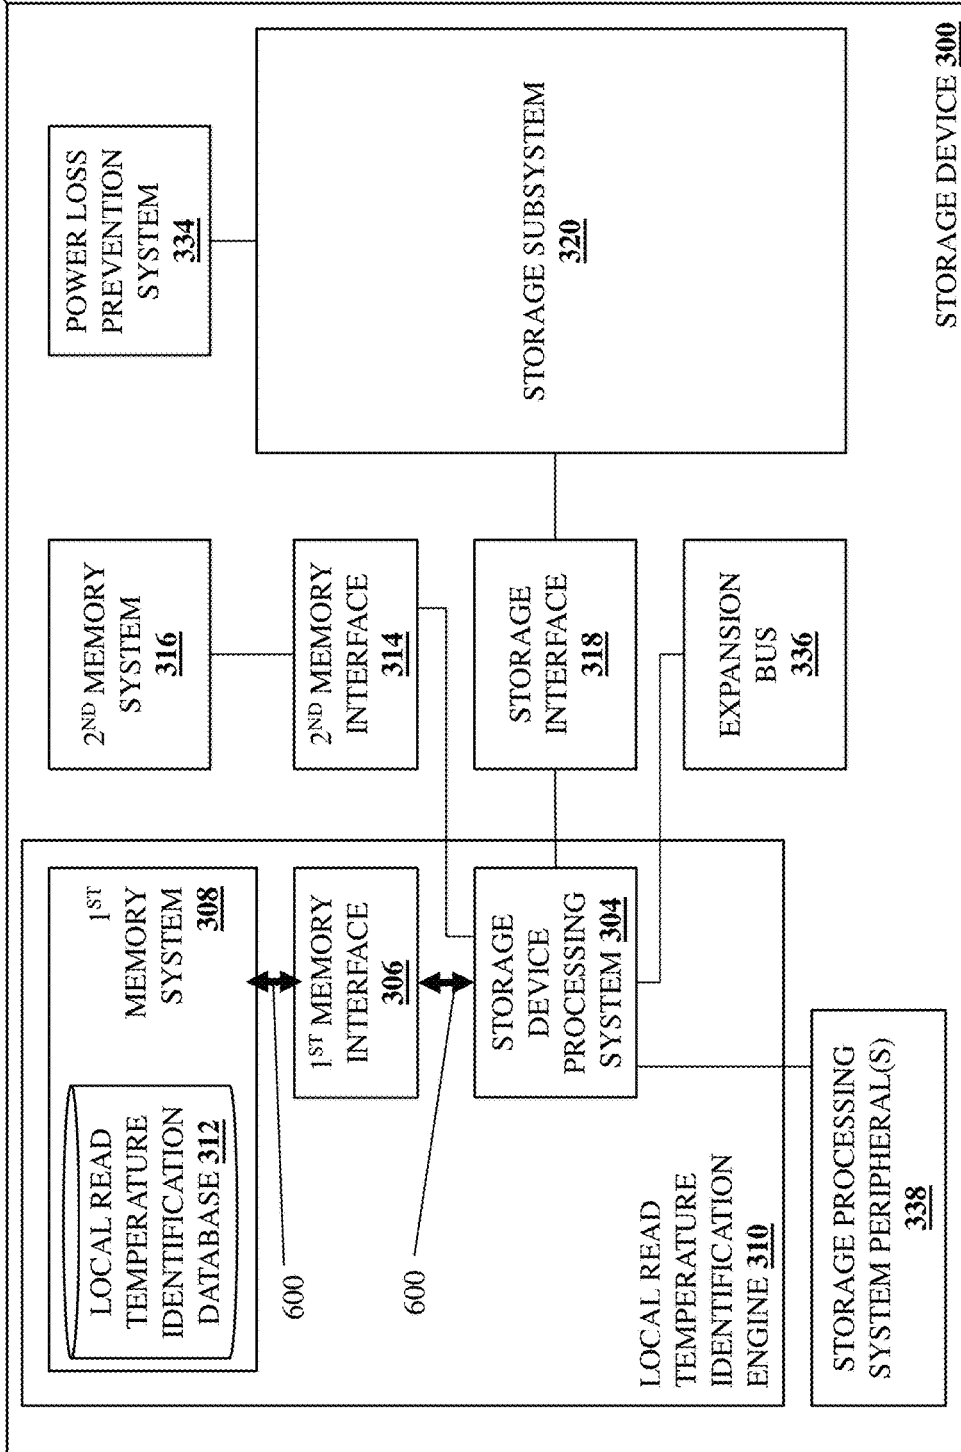 LOCAL READ
TEMPERATURE
IDENTIFICATION
DATABASE 312
1ST
MEMORY
SYSTEM
308
600
1ST MEMORY
INTERFACE
306
600
STORAGE
DEVICE
PROCESSING
SYSTEM 304
LOCAL READ
TEMPERATURE
IDENTIFICATION
ENGINE 310
STORAGE PROCESSING
SYSTEM PERIPHERAL(S)
338
2ND MEMORY
SYSTEM
316
2ND MEMORY
INTERFACE
314
STORAGE
INTERFACE
318
EXPANSION
BUS
336
POWER LOSS
PREVENTION
SYSTEM
334
STORAGE SUBSYSTEM
320
STORAGE DEVICE 300